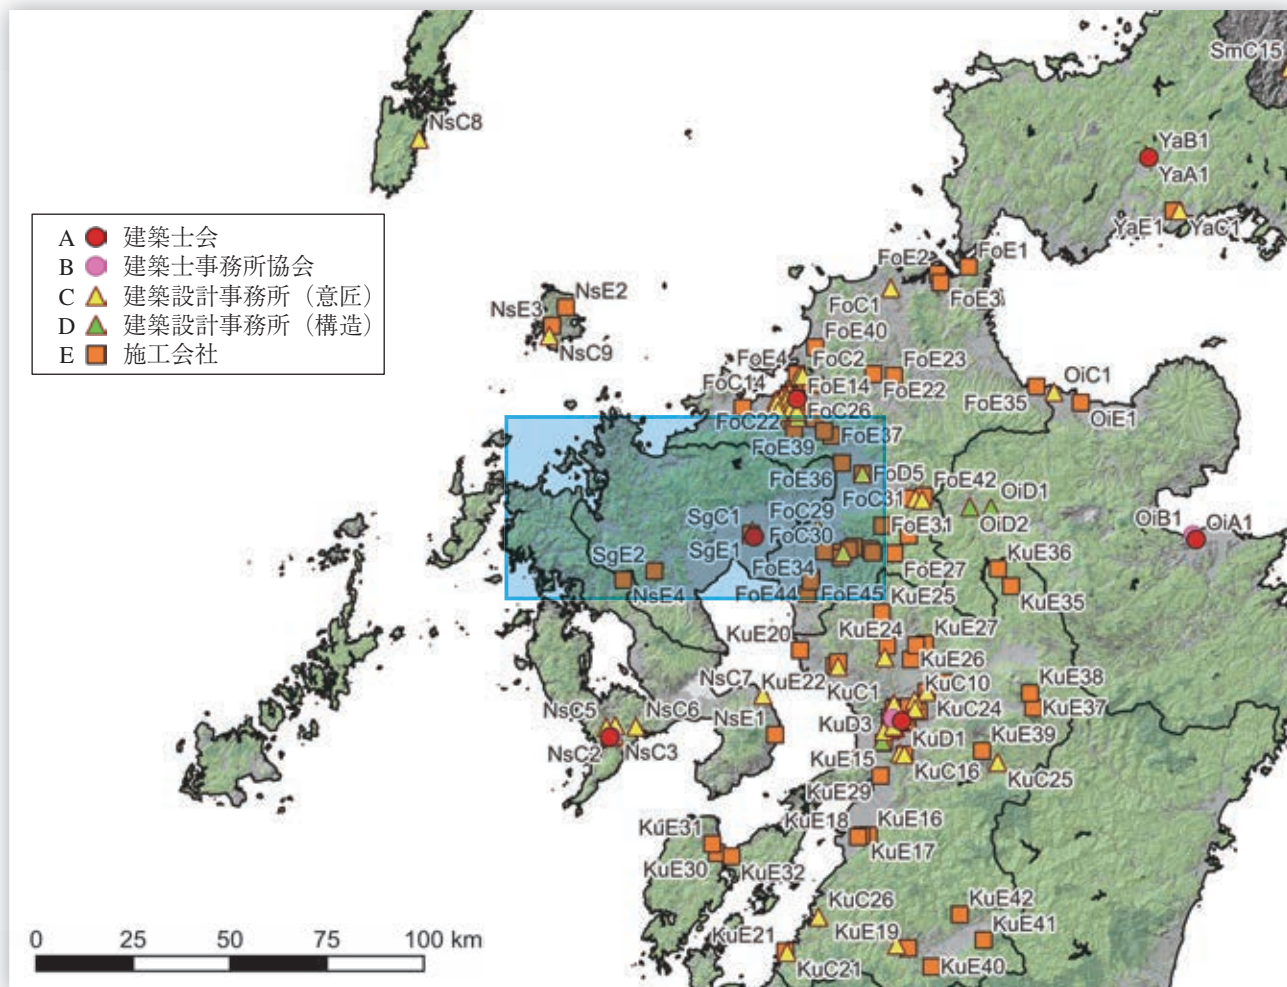 SmC15
NsC8
YaB1
YaA1
YaE1 YaC1
A 建築士会
B 建築士事務所協会
C 建築設計事務所（意匠）
D 建築設計事務所（構造）
E 施工会社
FoE2 FoE1
FoC1 FoE3
NsE2
NsE3
NsC9
FoE40
FoE4 FoC2 FoE23
FoC14 FoE14 FoE22
FoE35 OiC1
OiE1
FoC22 FoC26
FoE39 FoE37
FoE36 FoD5
FoC31 FoE42 OiD1
OiD2
SgC1 FoC29
SgE1 FoC30 FoE31
OiB1 OiA1
SgE2 FoE34 FoE27 KuE36
NsE4 FoE44 FoE45 KuE35
KuE25
KuE20 KuE24 KuE27
KuE26
NsC7 KuE22 KuC1 KuC10 KuE38
NsC5 NsC6 NsE1 KuC24 KuE37
NsC2 NsC3 KuD3 KuD1 KuE39
KuE15 KuC16 KuC25
KuE29
KuE18 KuE16
KuE31 KuE17
KuE30 KuE32
KuC26 KuE42
KuE21 KuE19 KuE41
KuC21 KuE40
0 25 50 75 100 km